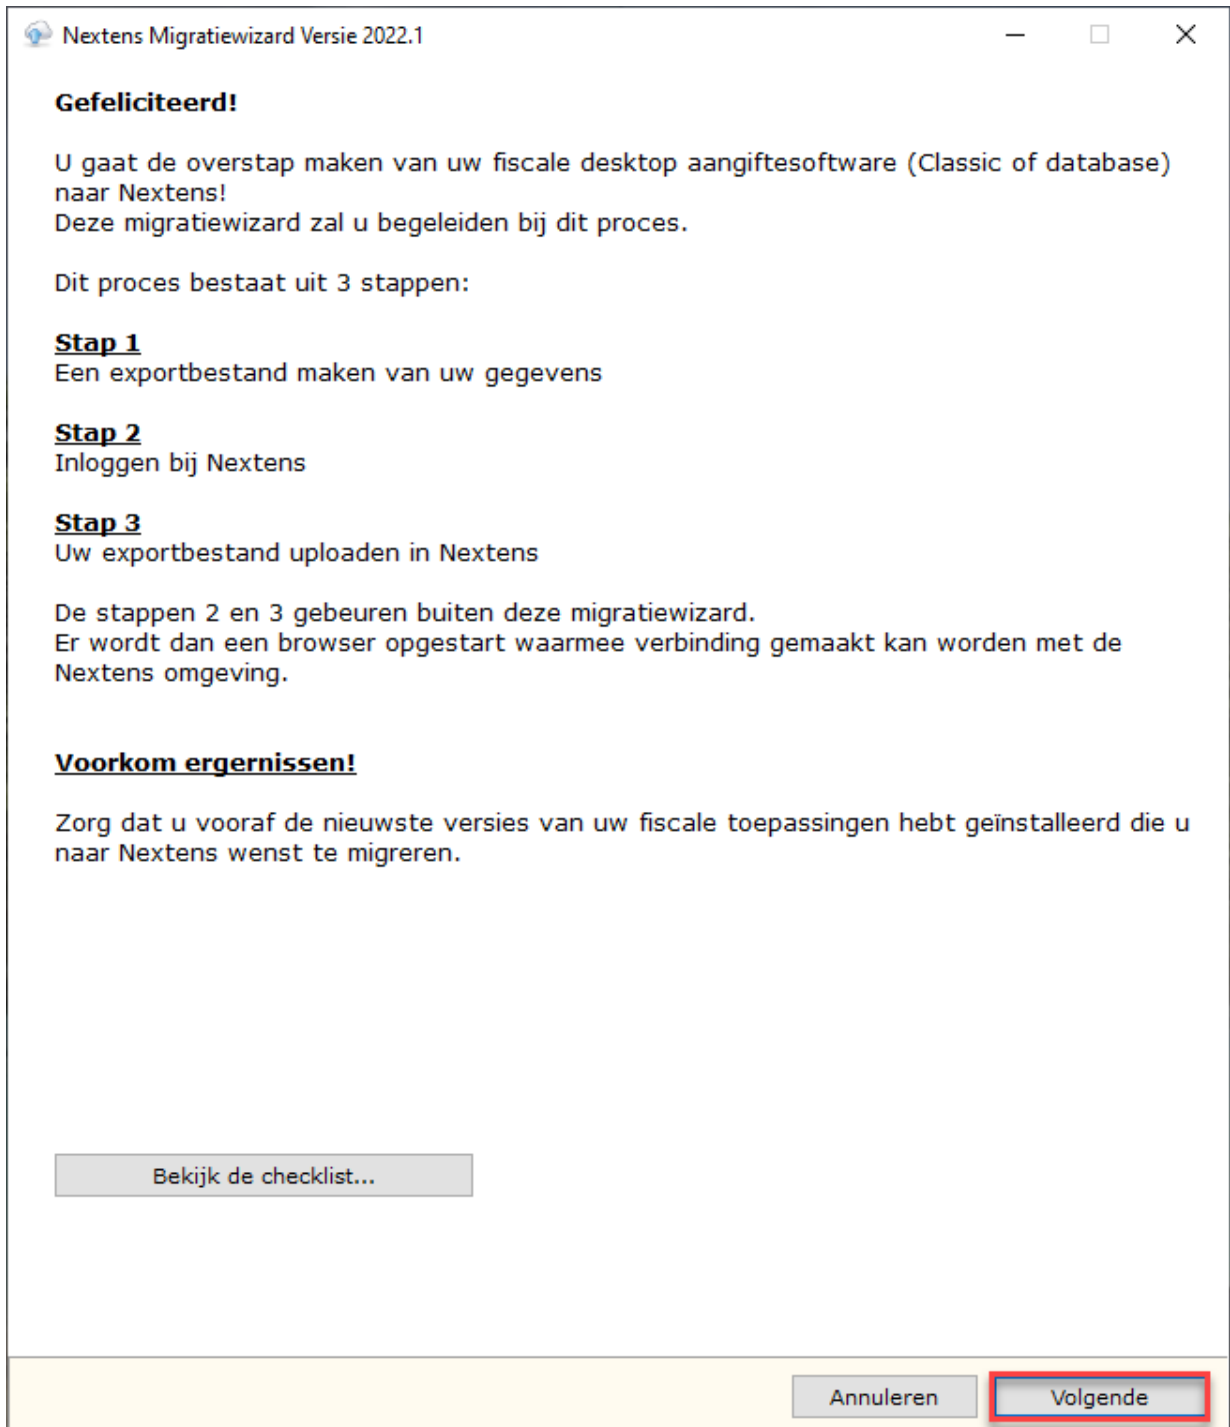 Nextens Migratiewizard Versie 2022.1
Gefeliciteerd!
U gaat de overstap maken van uw fiscale desktop aangiftesoftware (Classic of database)
naar Nextens!
Deze migratiewizard zal u begeleiden bij dit proces.
Dit proces bestaat uit 3 stappen:
Stap 1
Een exportbestand maken van uw gegevens
Stap 2
Inloggen bij Nextens
Stap 3
Uw exportbestand uploaden in Nextens
De stappen 2 en 3 gebeuren buiten deze migratiewizard.
Er wordt dan een browser opgestart waarmee verbinding gemaakt kan worden met de
Nextens omgeving.
Voorkom ergernissen!
Zorg dat u vooraf de nieuwste versies van uw fiscale toepassingen hebt geïnstalleerd die u
naar Nextens wenst te migreren.
Bekijk de checklist...
Annuleren
Volgende